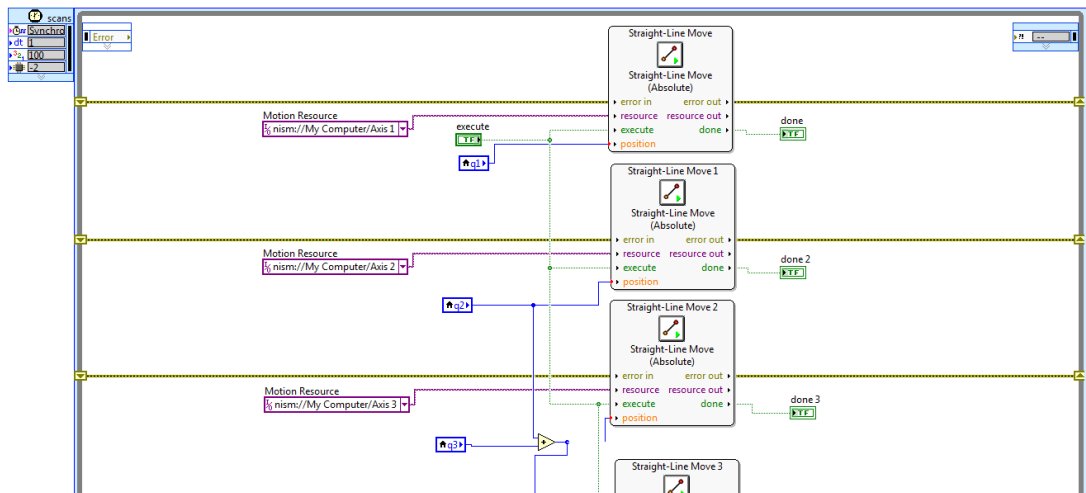 scans
Synchro
dt 1
100
-2
Error
?! --
Straight-Line Move
Straight-Line Move
(Absolute)
error in error out
resource resource out
execute done
position
Motion Resource
nism://My Computer/Axis 1
execute
TF
q1
done
TF
Straight-Line Move 1
Straight-Line Move
(Absolute)
error in error out
resource resource out
execute done
position
Motion Resource
nism://My Computer/Axis 2
q2
done 2
TF
Straight-Line Move 2
Straight-Line Move
(Absolute)
error in error out
resource resource out
execute done
position
Motion Resource
nism://My Computer/Axis 3
q3
done 3
TF
Straight-Line Move 3